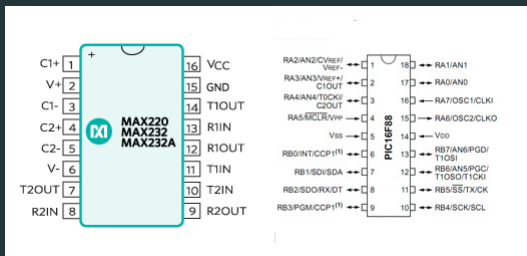 +
C1+ 1
V+ 2
C1- 3
C2+ 4
C2- 5
V- 6
T2OUT 7
R2IN 8
MAX220
MAX232
MAX232A
16 VCC
15 GND
14 T1OUT
13 R1IN
12 R1OUT
11 T1IN
10 T2IN
9 R2OUT
RA2/AN2/CVREF/
VREF- 1
RA3/AN3/VREF+/
C1OUT 2
RA4/AN4/T0CKI/
C2OUT 3
RA5/MCLR/VPP 4
VSS 5
RB0/INT/CCP1(1) 6
RB1/SDI/SDA 7
RB2/SDO/RX/DT 8
RB3/PGM/CCP1(1) 9
PIC16F88
18 RA1/AN1
17 RA0/AN0
16 RA7/OSC1/CLKI
15 RA6/OSC2/CLKO
14 VDD
13 RB7/AN6/PGD/
T1OSI
12 RB6/AN5/PGC/
T1OSO/T1CKI
11 RB5/SS/TX/CK
10 RB4/SCK/SCL